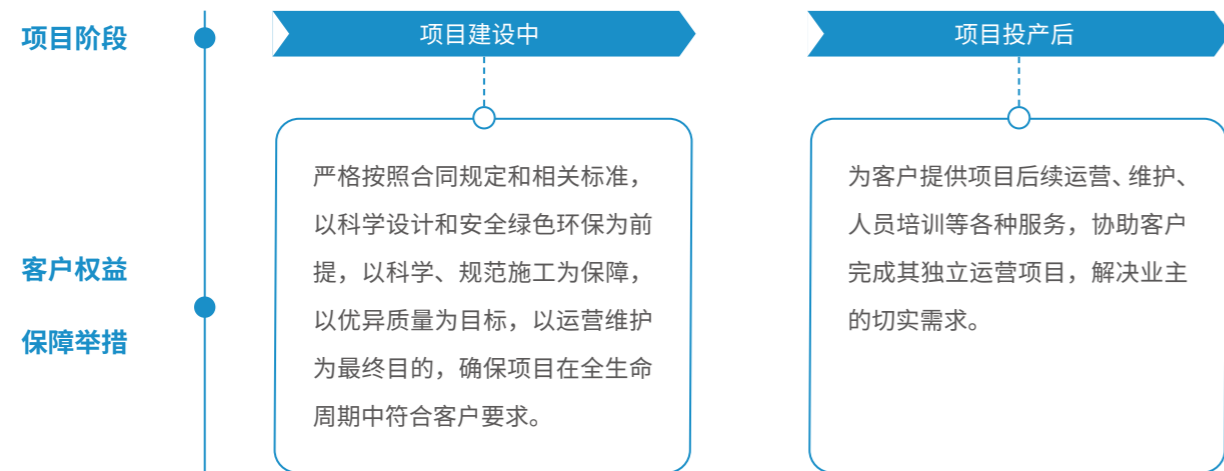 项目阶段
项目建设中
项目投产后
客户权益
保障举措
严格按照合同规定和相关标准，
以科学设计和安全绿色环保为前
提，以科学、规范施工为保障，
以优异质量为目标，以运营维护
为最终目的，确保项目在全生命
周期中符合客户要求。
为客户提供项目后续运营、维护、
人员培训等各种服务，协助客户
完成其独立运营项目，解决业主
的切实需求。